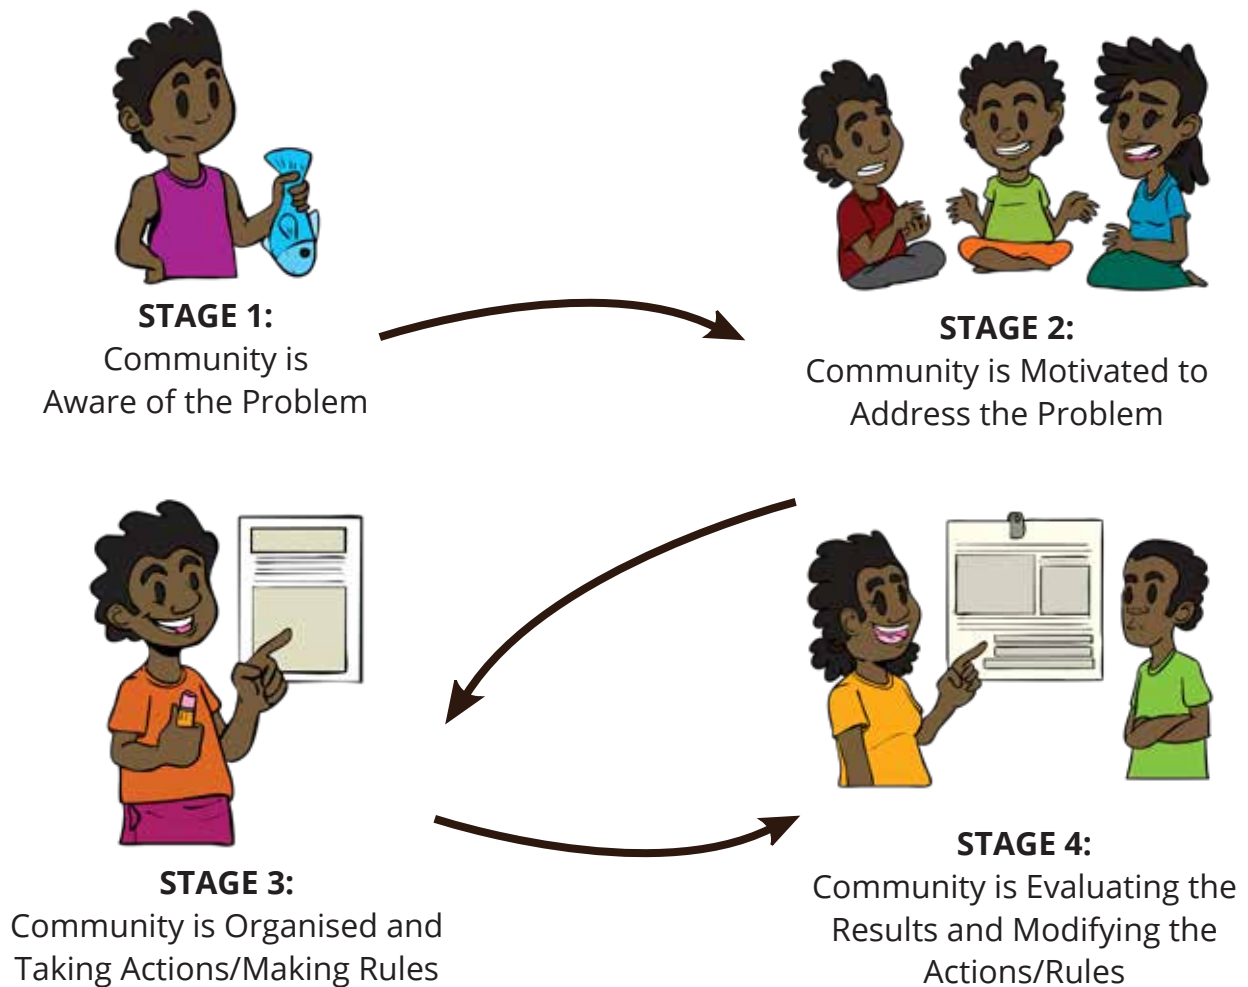 STAGE 1:
Community is
Aware of the Problem
STAGE 2:
Community is Motivated to
Address the Problem
STAGE 3:
Community is Organised and
Taking Actions/Making Rules
STAGE 4:
Community is Evaluating the
Results and Modifying the
Actions/Rules